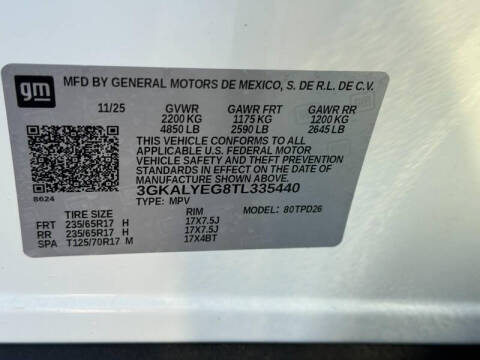 gm MFD BY GENERAL MOTORS DE MEXICO, S. DE R.L. DE C.V.
11/25 GVWR GAWR FRT GAWR RR
2200 KG 1175 KG 1200 KG
4850 LB 2590 LB 2645 LB
THIS VEHICLE CONFORMS TO ALL
APPLICABLE U.S. FEDERAL MOTOR
VEHICLE SAFETY AND THEFT PREVENTION
STANDARDS IN EFFECT ON THE DATE OF
MANUFACTURE SHOWN ABOVE.
3GKALYEG8TL335440
8624 TYPE: MPV
TIRE SIZE RIM MODEL: 80TPD26
FRT 235/65R17 H 17X7.5J
RR 235/65R17 H 17X7.5J
SPA T125/70R17 M 17X4BT